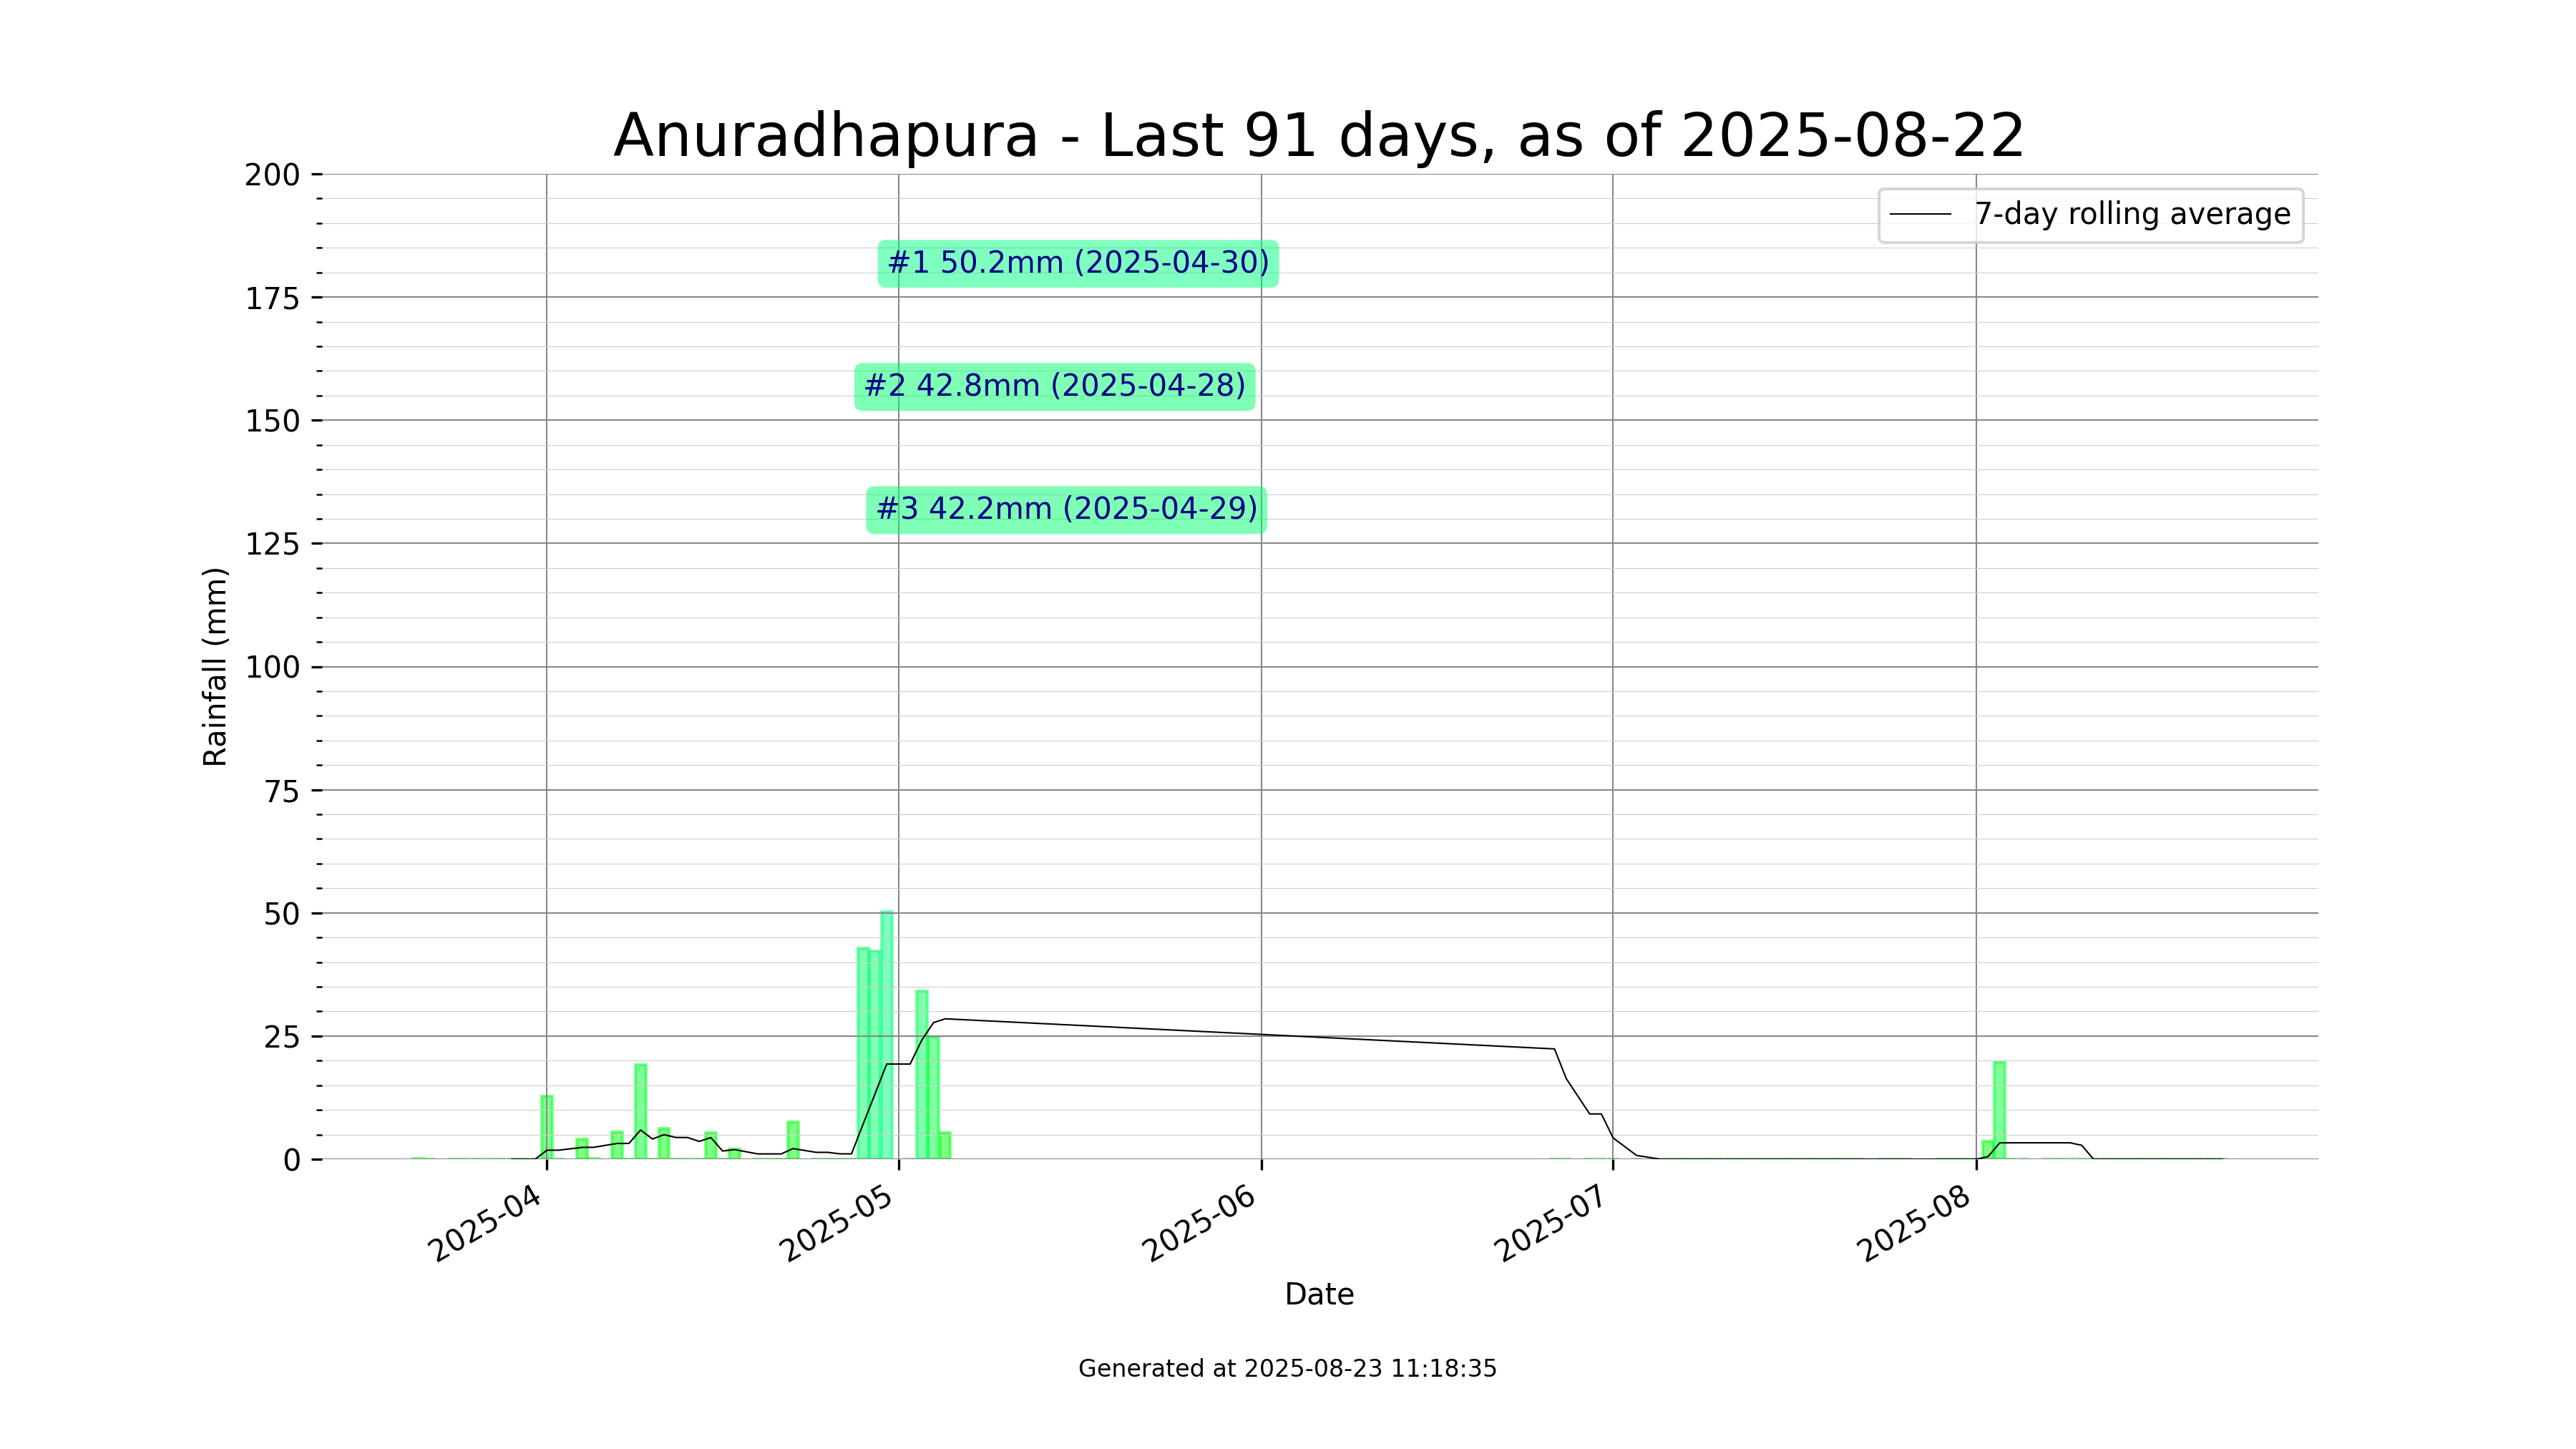 Anuradhapura - Last 91 days, as of 2025-08-22
200
175
150
125
100
75
50
25
0
Rainfall (mm)
7-day rolling average
#1 50.2mm (2025-04-30)
#2 42.8mm (2025-04-28)
#3 42.2mm (2025-04-29)
2025-04
2025-05
2025-06
2025-07
2025-08
Date
Generated at 2025-08-23 11:18:35